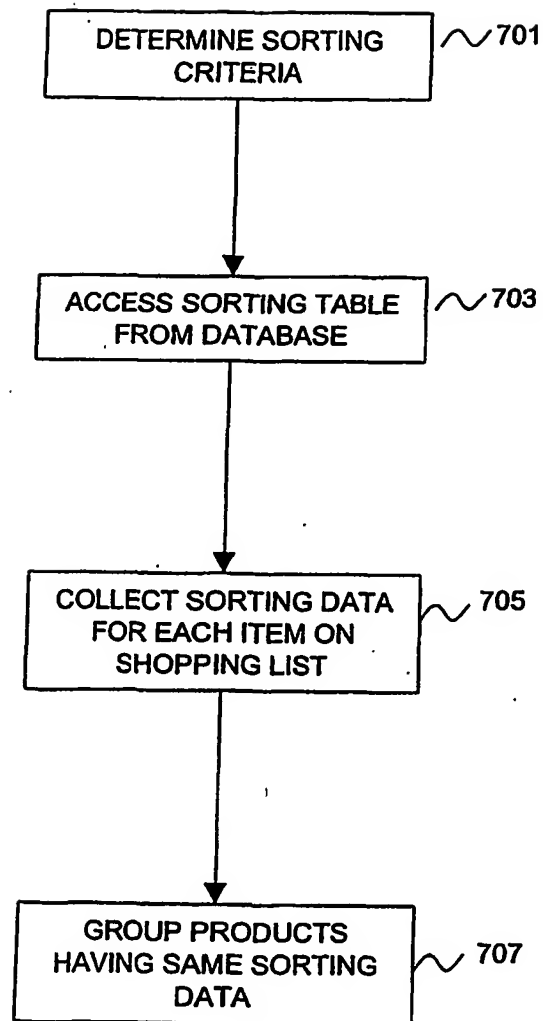 DETERMINE SORTING
CRITERIA
701
ACCESS SORTING TABLE
FROM DATABASE
703
COLLECT SORTING DATA
FOR EACH ITEM ON
SHOPPING LIST
705
GROUP PRODUCTS
HAVING SAME SORTING
DATA
707